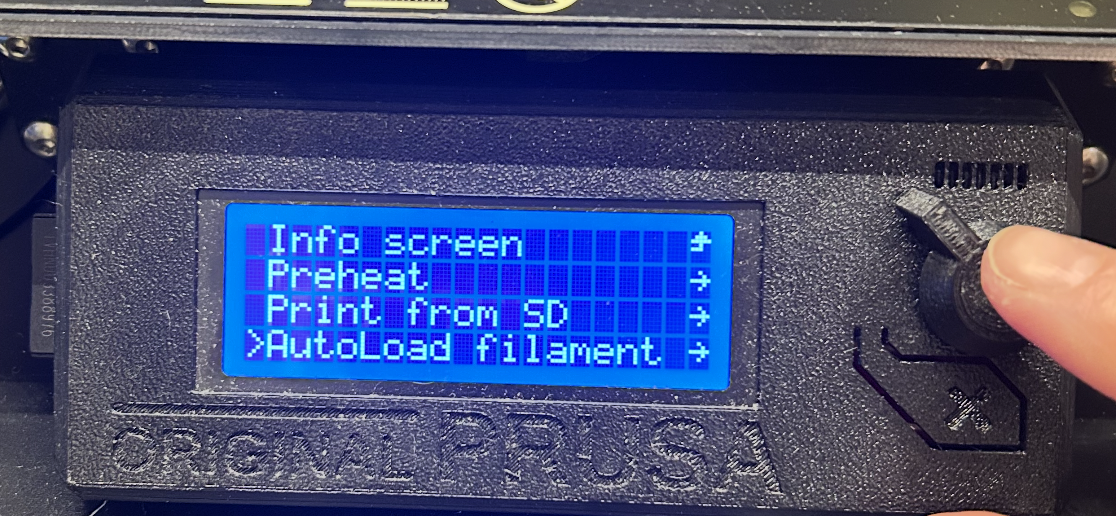 Info screen
Preheat →
Print from SD →
>AutoLoad filament →
ORIGINAL PRUSA